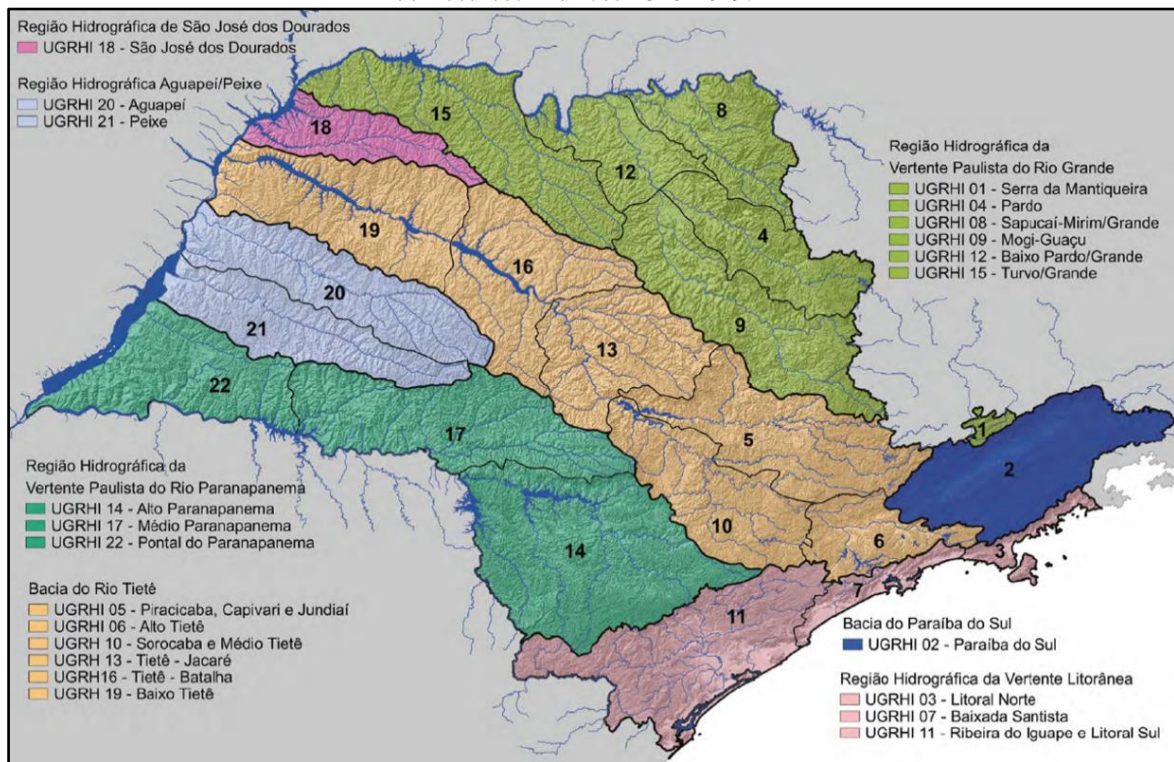 Região Hidrográfica de São José dos Dourados
UGRHI 18 - São José dos Dourados
Região Hidrográfica Aguapeí/Peixe
UGRHI 20 - Aguapeí
UGRHI 21 - Peixe
Região Hidrográfica da
Vertente Paulista do Rio Grande
UGRHI 01 - Serra da Mantiqueira
UGRHI 04 - Pardo
UGRHI 08 - Sapucaí-Mirim/Grande
UGRHI 09 - Mogi-Guaçu
UGRHI 12 - Baixo Pardo/Grande
UGRHI 15 - Turvo/Grande
8
15
18
12
4
19
16
20
9
13
21
22
1
17
5
2
10
6
14
3
7
11
Região Hidrográfica da
Vertente Paulista do Rio Paranapanema
UGRHI 14 - Alto Paranapanema
UGRHI 17 - Médio Paranapanema
UGRHI 22 - Pontal do Paranapanema
Bacia do Rio Tietê
UGRHI 05 - Piracicaba, Capivari e Jundiaí
UGRHI 06 - Alto Tietê
UGRH 10 - Sorocaba e Médio Tietê
UGRH 13 - Tietê - Jacaré
UGRH16 - Tietê - Batalha
UGRH 19 - Baixo Tietê
Bacia do Paraíba do Sul
UGRHI 02 - Paraíba do Sul
Região Hidrográfica da Vertente Litorânea
UGRHI 03 - Litoral Norte
UGRHI 07 - Baixada Santista
UGRHI 11 - Ribeira do Iguape e Litoral Sul